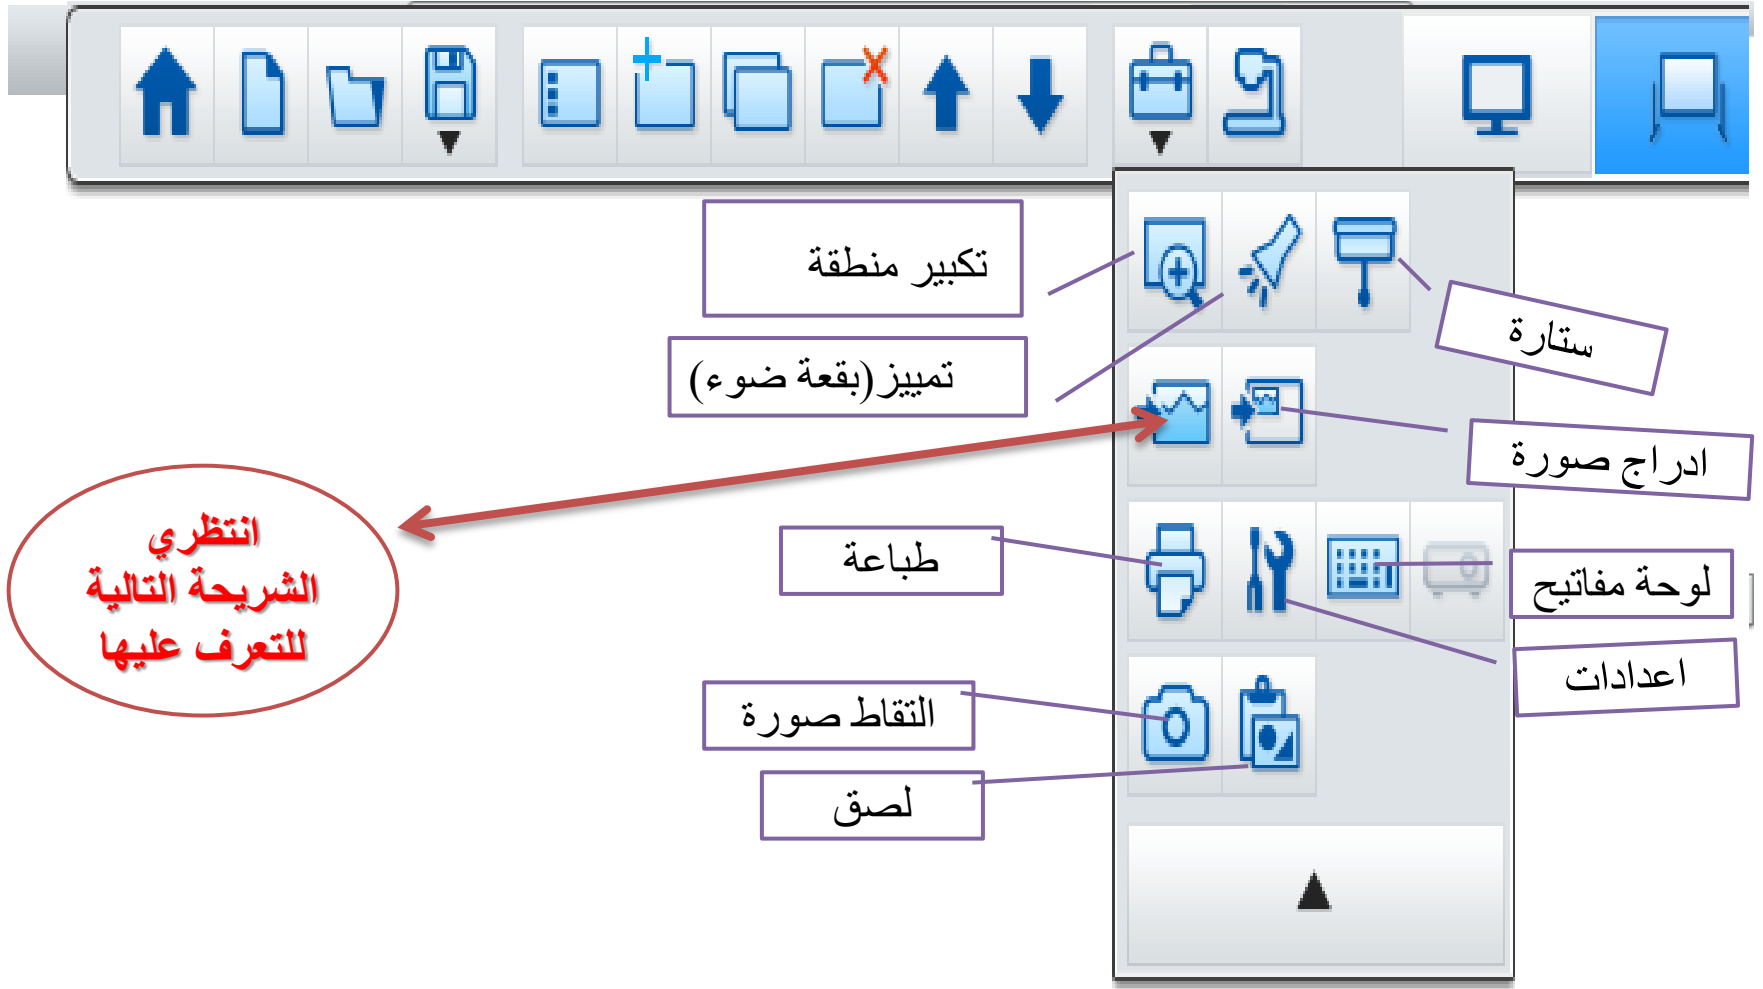 تكبير منطقة
ستارة
تمييز(بقعة ضوء)
ادراج صورة
انتظري
الشريحة التالية
للتعرف عليها
طباعة
لوحة مفاتيح
اعدادات
التقاط صورة
لصق